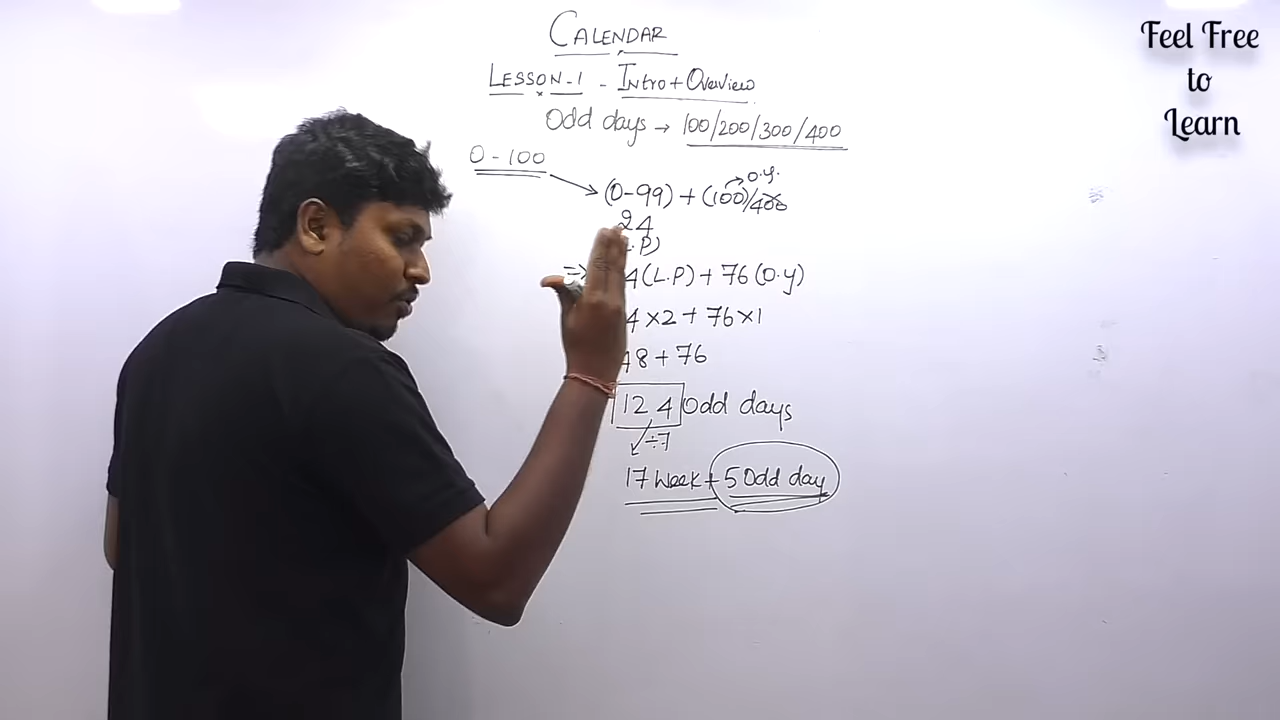 CALENDAR
LESSON-1 - Intro + Overview
Odd days → 100/200/300/400
0-100
O.Y.
(0-99) + (100)/400
24
.P)
⇒ 4 (L.P) + 76 (O.Y)
4 × 2 + 76 × 1
48 + 76
124 Odd days
÷7
17 Week + 5 Odd day
Feel Free
to
Learn